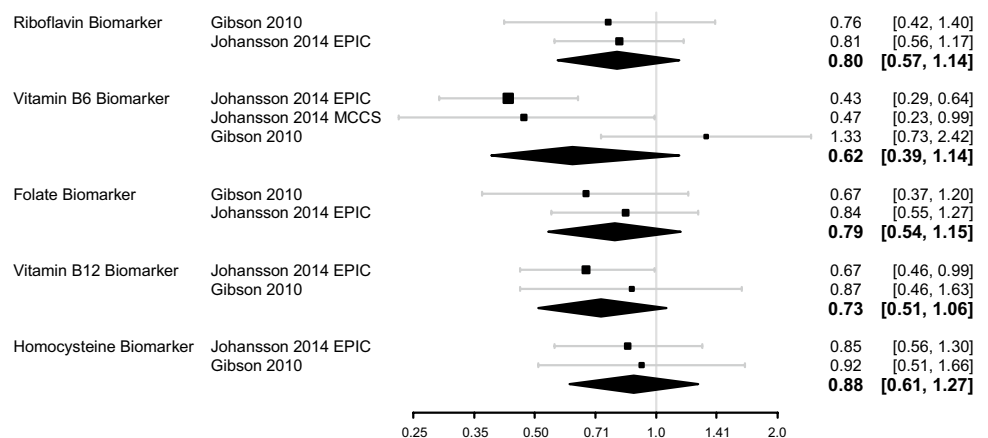 Riboflavin Biomarker Gibson 2010 0.76 [0.42, 1.40]
Johansson 2014 EPIC 0.81 [0.56, 1.17]
0.80 [0.57, 1.14]
Vitamin B6 Biomarker Johansson 2014 EPIC 0.43 [0.29, 0.64]
Johansson 2014 MCCS 0.47 [0.23, 0.99]
Gibson 2010 1.33 [0.73, 2.42]
0.62 [0.39, 1.14]
Folate Biomarker Gibson 2010 0.67 [0.37, 1.20]
Johansson 2014 EPIC 0.84 [0.55, 1.27]
0.79 [0.54, 1.15]
Vitamin B12 Biomarker Johansson 2014 EPIC 0.67 [0.46, 0.99]
Gibson 2010 0.87 [0.46, 1.63]
0.73 [0.51, 1.06]
Homocysteine Biomarker Johansson 2014 EPIC 0.85 [0.56, 1.30]
Gibson 2010 0.92 [0.51, 1.66]
0.88 [0.61, 1.27]
0.25 0.35 0.50 0.71 1.0 1.41 2.0